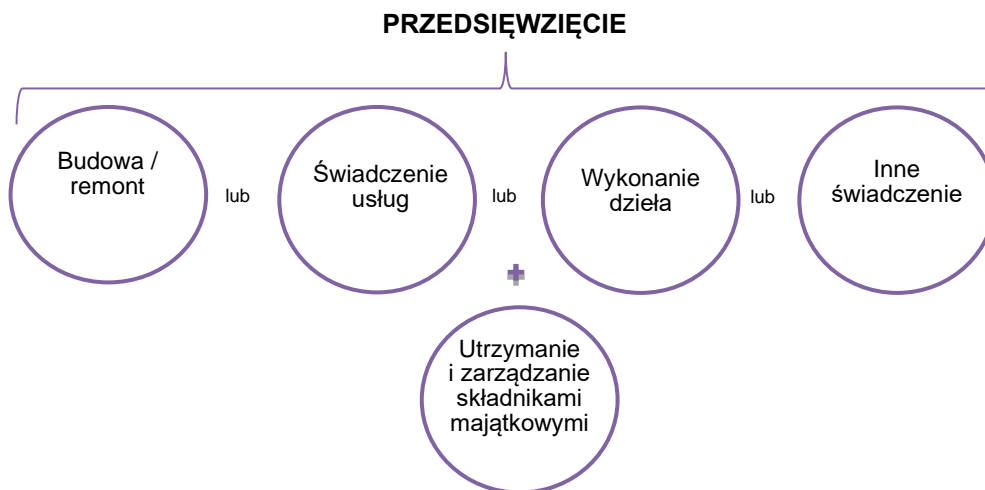 PRZEDSIĘWZIĘCIE
Budowa /
remont
lub
Świadczenie
usług
lub
Wykonanie
dzieła
lub
Inne
świadczenie
Utrzymanie
i zarządzanie
składnikami
majątkowymi